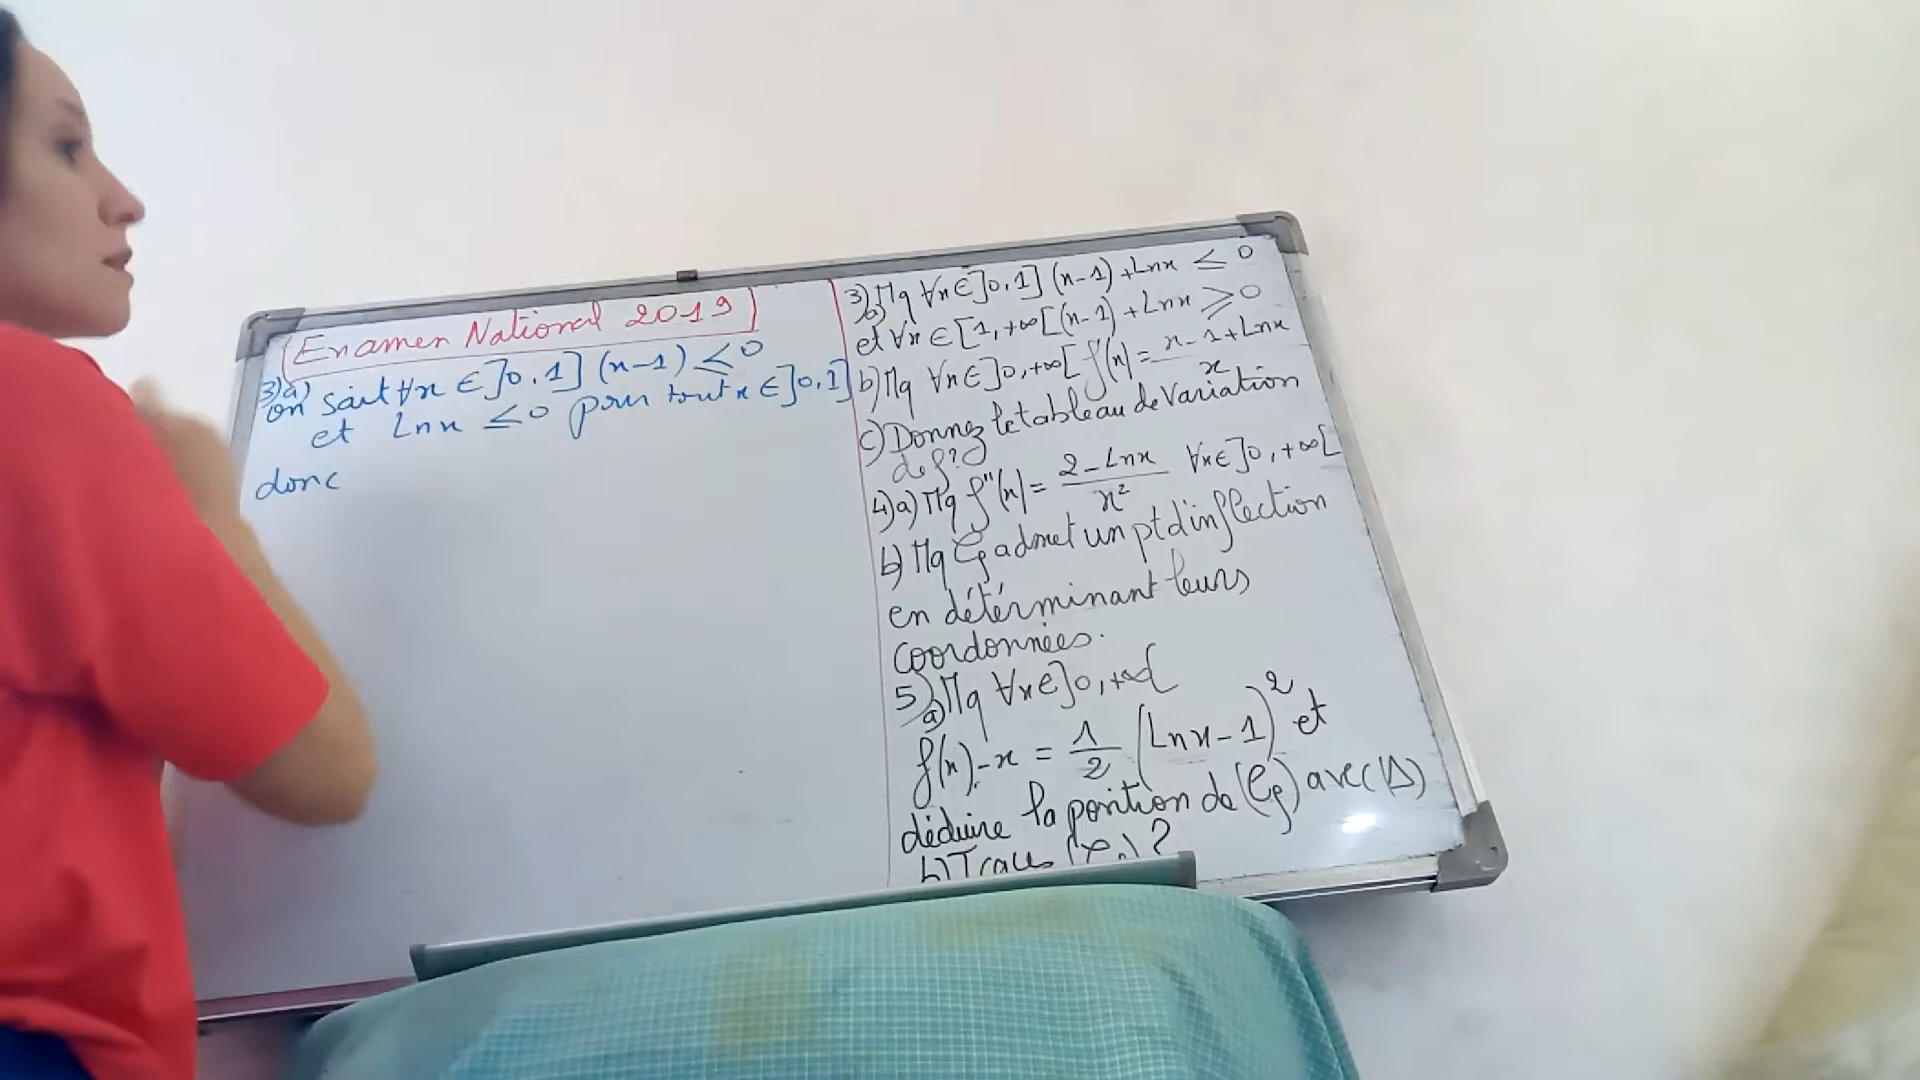 Examen National 2019
3)a)
on sait ∀x ∈ ]0,1] (x-1) ≤ 0
et Lnx ≤ 0 pour tout x ∈ ]0,1]
donc
3)a) Mq ∀x ∈ ]0,1] (x-1)+Lnx ≤ 0
et ∀x ∈ [1,+∞[ (x-1)+Lnx ≥ 0
b) Mq ∀x ∈ ]0,+∞[ f'(x) = (x-1+Lnx)/x
c) Donnez le tableau de variation
de f?
4)a) Mq f''(x) = (2-Lnx)/x² ∀x ∈ ]0,+∞[
b) Mq Cf admet un pt d'inflection
en déterminant leurs
coordonnées.
5)a) Mq ∀x ∈ ]0,+∞[
f(x)-x = 1/2 (Lnx-1)² et
déduire la position de (Cf) avec (Δ)
b) Traces (Cf)?